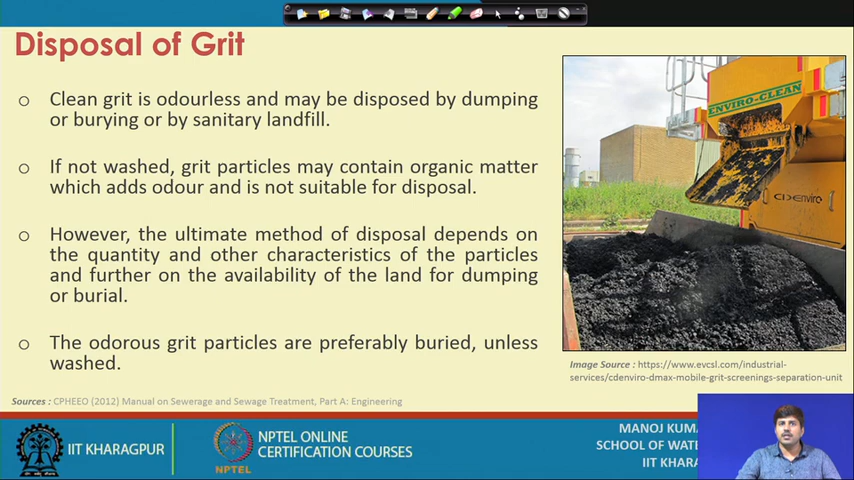 Disposal of Grit
o Clean grit is odourless and may be disposed by dumping
or burying or by sanitary landfill.
o If not washed, grit particles may contain organic matter
which adds odour and is not suitable for disposal.
o However, the ultimate method of disposal depends on
the quantity and other characteristics of the particles
and further on the availability of the land for dumping
or burial.
o The odorous grit particles are preferably buried, unless
washed.
ENVIRO-CLEAN
CDenviro
Image Source : https://www.evcsl.com/industrial-
services/cdenviro-dmax-mobile-grit-screenings-separation-unit
Sources : CPHEEO (2012) Manual on Sewerage and Sewage Treatment, Part A: Engineering
IIT KHARAGPUR
NPTEL
NPTEL ONLINE
CERTIFICATION COURSES
MANOJ KUMA
SCHOOL OF WATE
IIT KHARA